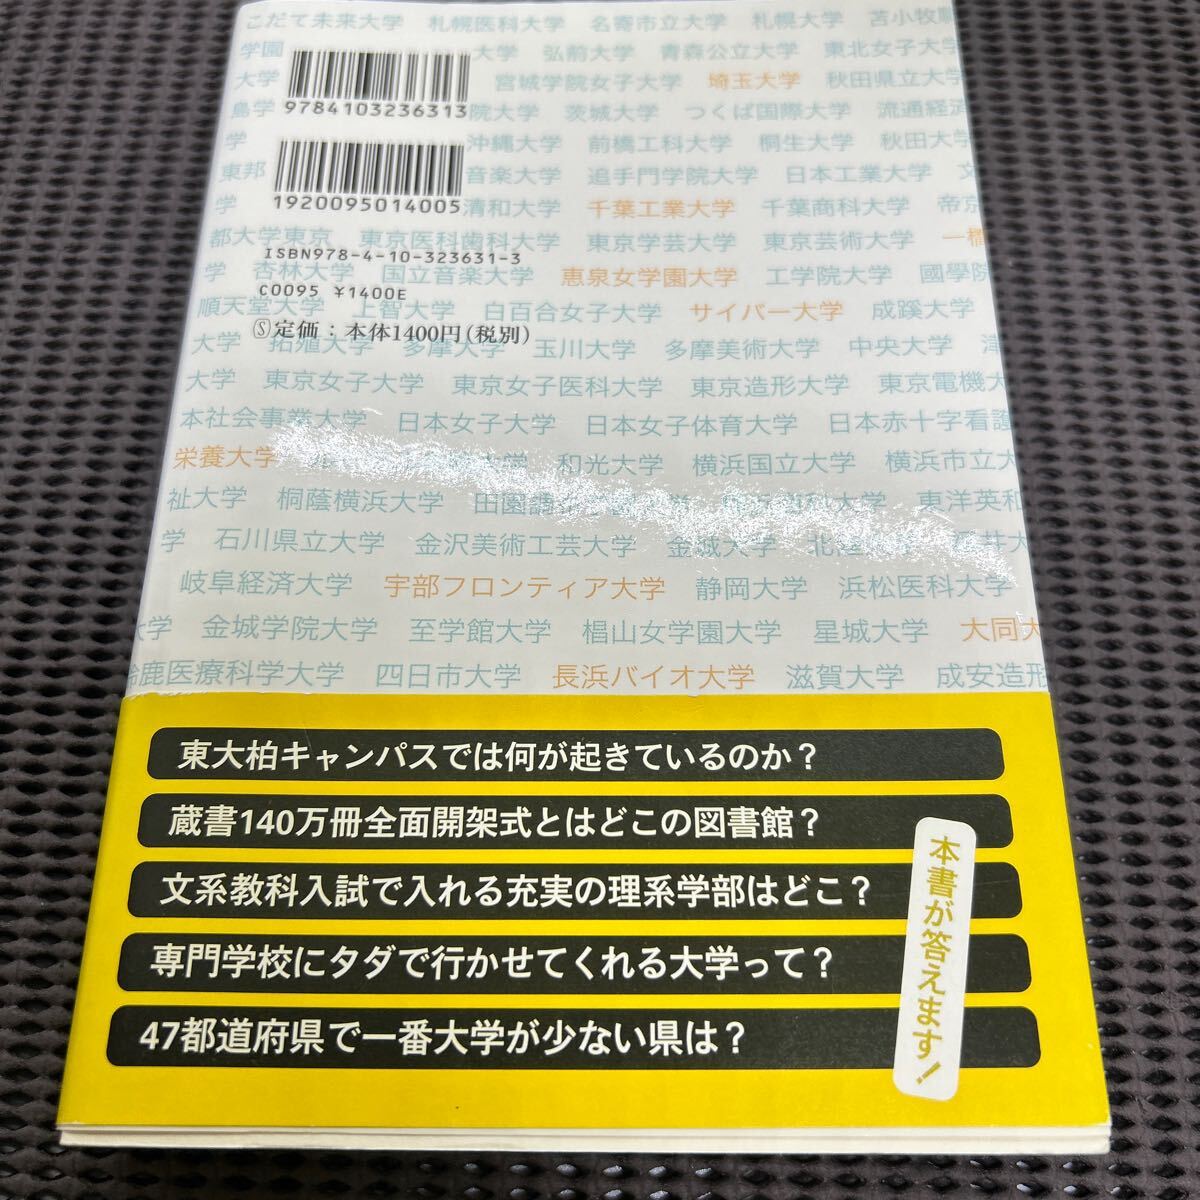 こだて未来大学 札幌医科大学 名寄市立大学 札幌大学 苫小牧
学園 大学 弘前大学 青森公立大学 東北女子大学
大学 宮城学院女子大学 埼玉大学 秋田県立大学
9784103236313
島学 院大学 茨城大学 つくば国際大学 流通経済
学 沖縄大学 前橋工科大学 桐生大学 秋田大学
東邦 音楽大学 追手門学院大学 日本工業大学 文
1920095014005
学 清和大学 千葉工業大学 千葉商科大学 帝京
都大学東京 東京医科歯科大学 東京学芸大学 東京芸術大学 一橋
ISBN978-4-10-323631-3
学 杏林大学 国立音楽大学 恵泉女学園大学 工学院大学 國學院
C0095 ¥1400E
順天堂大学 上智大学 白百合女子大学 サイバー大学 成蹊大学
Ⓢ定価：本体1400円(税別)
大学 拓殖大学 多摩大学 玉川大学 多摩美術大学 中央大学 津
大学 東京女子大学 東京女子医科大学 東京造形大学 東京電機大
本社会事業大学 日本女子大学 日本女子体育大学 日本赤十字看護
栄養大学 大学 和光大学 横浜国立大学 横浜市立大
祉大学 桐蔭横浜大学 田園調布学園大学 東洋英和
学 石川県立大学 金沢美術工芸大学 金城大学
岐阜経済大学 宇部フロンティア大学 静岡大学 浜松医科大学
大学 金城学院大学 至学館大学 椙山女学園大学 星城大学 大同大
鈴鹿医療科学大学 四日市大学 長浜バイオ大学 滋賀大学 成安造形
東大柏キャンパスでは何が起きているのか？
蔵書140万冊全面開架式とはどこの図書館？
文系教科入試で入れる充実の理系学部はどこ？
専門学校にタダで行かせてくれる大学って？
47都道府県で一番大学が少ない県は？
本書が答えます！